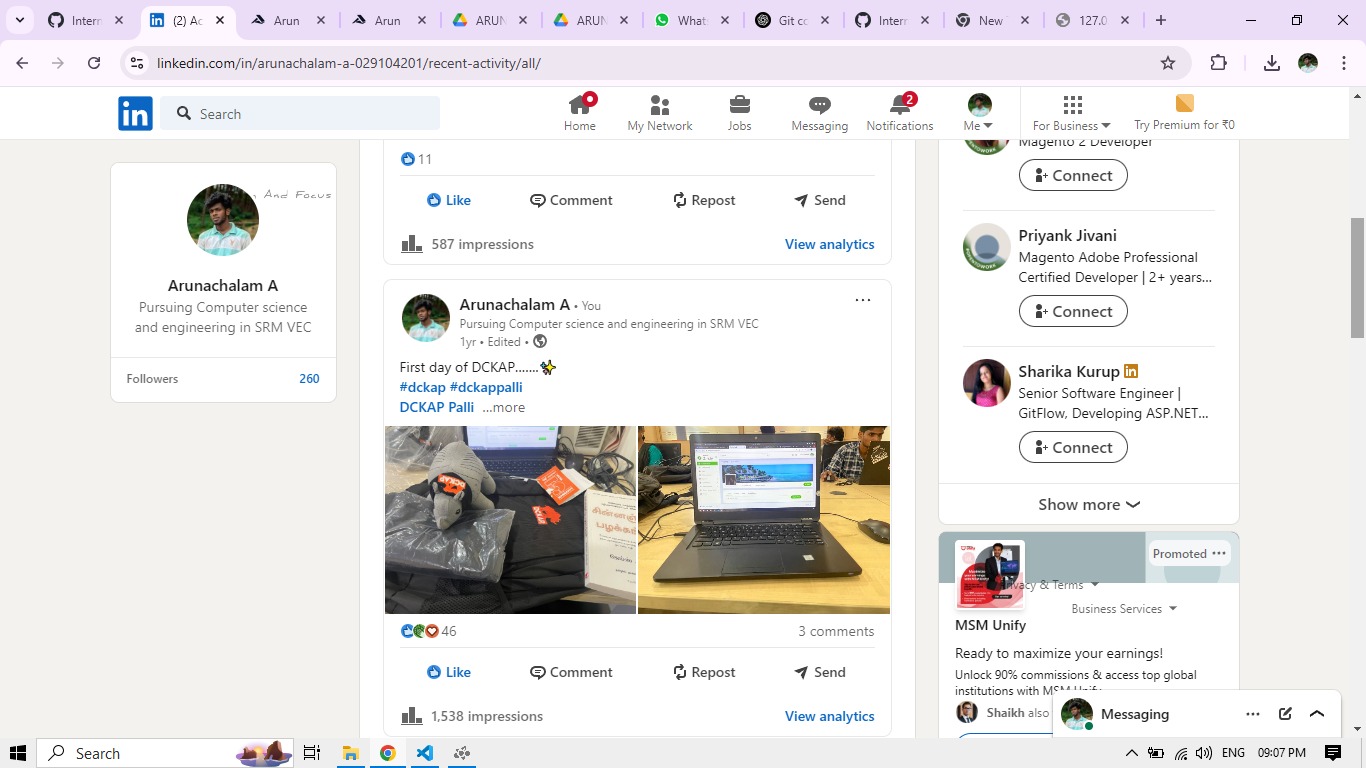 Intern
(2) Ac
Arun
Arun
ARUN
ARUN
Whats
Git co
Intern
New
127.0
linkedin.com/in/arunachalam-a-029104201/recent-activity/all/
in
Search
Home
My Network
Jobs
Messaging
2
Notifications
Me
For Business
Try Premium for ₹0
And Focus
Arunachalam A
Pursuing Computer science
and engineering in SRM VEC
Followers 260
11
Like Comment Repost Send
587 impressions View analytics
Arunachalam A • You
Pursuing Computer science and engineering in SRM VEC
1yr • Edited •
First day of DCKAP.......✨
#dckap #dckappalli
DCKAP Palli ...more
46 3 comments
Like Comment Repost Send
1,538 impressions View analytics
Magento 2 Developer
Connect
Priyank Jivani
Magento Adobe Professional
Certified Developer | 2+ years...
Connect
Sharika Kurup in
Senior Software Engineer |
GitFlow, Developing ASP.NET...
Connect
Show more
Promoted
Privacy & Terms
Business Services
MSM Unify
Ready to maximize your earnings!
Unlock 90% commissions & access top global
institutions with MSM Unify
Shaikh also
Messaging
Search
ENG
09:07 PM